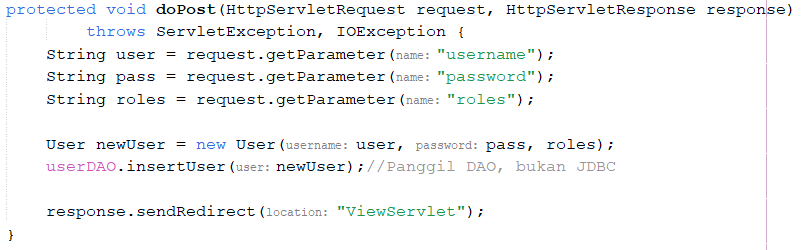 protected void doPost(HttpServletRequest request, HttpServletResponse response)
        throws ServletException, IOException {
    String user = request.getParameter(name: "username");
    String pass = request.getParameter(name: "password");
    String roles = request.getParameter(name: "roles");

    User newUser = new User(username: user, password: pass, roles);
    userDAO.insertUser(user: newUser);//Panggil DAO, bukan JDBC

    response.sendRedirect(location: "ViewServlet");
}